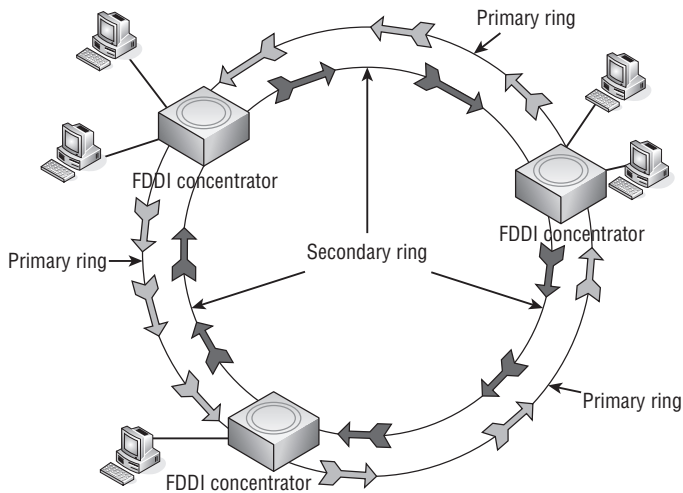 Primary ring
FDDI concentrator
FDDI concentrator
Secondary ring
Primary ring
Primary ring
FDDI concentrator